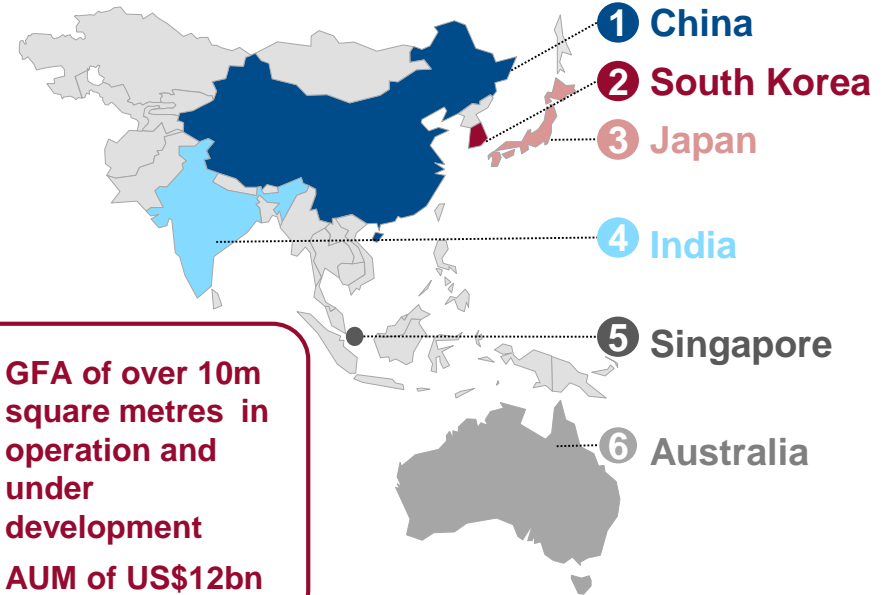 1 China
2 South Korea
3 Japan
4 India
5 Singapore
6 Australia
GFA of over 10m
square metres in
operation and
under
development
AUM of US$12bn